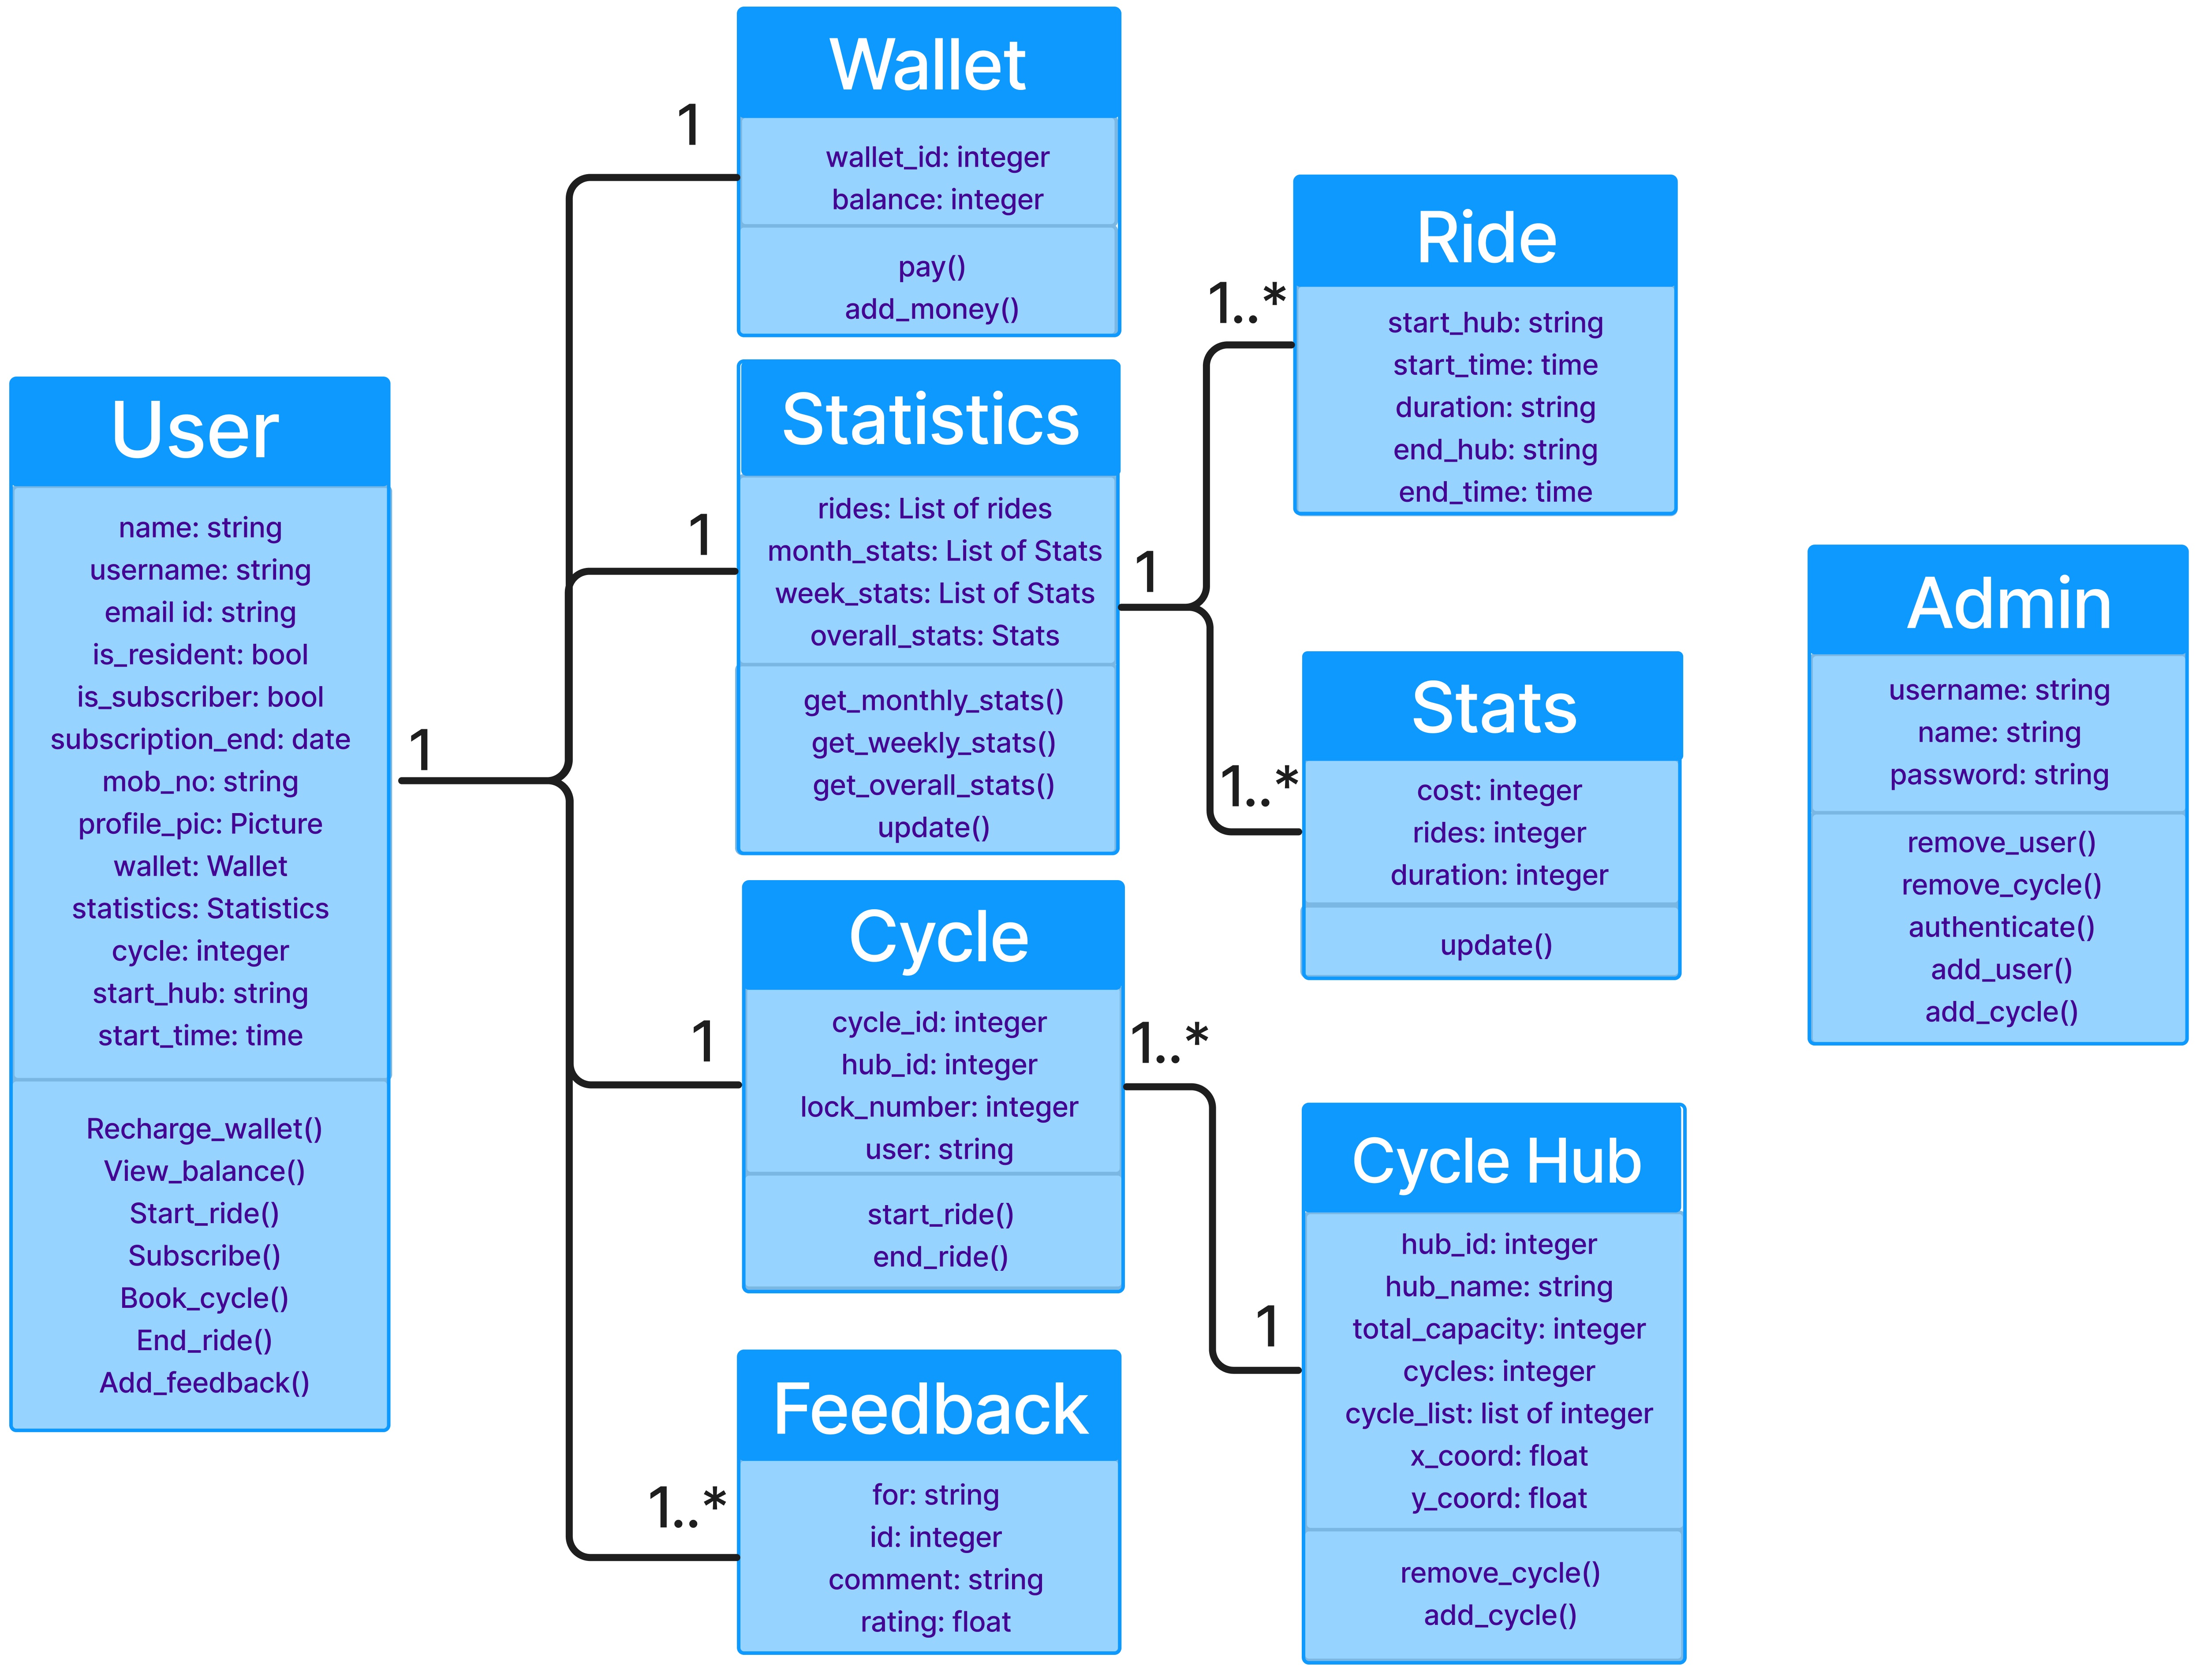 User
name: string
username: string
email id: string
is_resident: bool
is_subscriber: bool
subscription_end: date
mob_no: string
profile_pic: Picture
wallet: Wallet
statistics: Statistics
cycle: integer
start_hub: string
start_time: time
Recharge_wallet()
View_balance()
Start_ride()
Subscribe()
Book_cycle()
End_ride()
Add_feedback()
1
1
Wallet
wallet_id: integer
balance: integer
pay()
add_money()
1
Statistics
rides: List of rides
month_stats: List of Stats
week_stats: List of Stats
overall_stats: Stats
get_monthly_stats()
get_weekly_stats()
get_overall_stats()
update()
1
1
Cycle
cycle_id: integer
hub_id: integer
lock_number: integer
user: string
start_ride()
end_ride()
1..*
1..*
Feedback
for: string
id: integer
comment: string
rating: float
1..*
Ride
start_hub: string
start_time: time
duration: string
end_hub: string
end_time: time
1..*
Stats
cost: integer
rides: integer
duration: integer
update()
1
Cycle Hub
hub_id: integer
hub_name: string
total_capacity: integer
cycles: integer
cycle_list: list of integer
x_coord: float
y_coord: float
remove_cycle()
add_cycle()
Admin
username: string
name: string
password: string
remove_user()
remove_cycle()
authenticate()
add_user()
add_cycle()